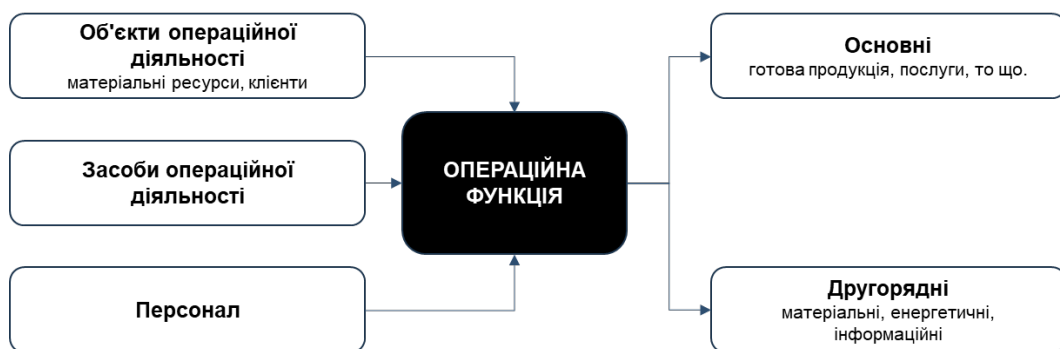 Об'єкти операційної
діяльності
матеріальні ресурси, клієнти
Засоби операційної
діяльності
Персонал
ОПЕРАЦІЙНА
ФУНКЦІЯ
Основні
готова продукція, послуги, то що.
Другорядні
матеріальні, енергетичні,
інформаційні